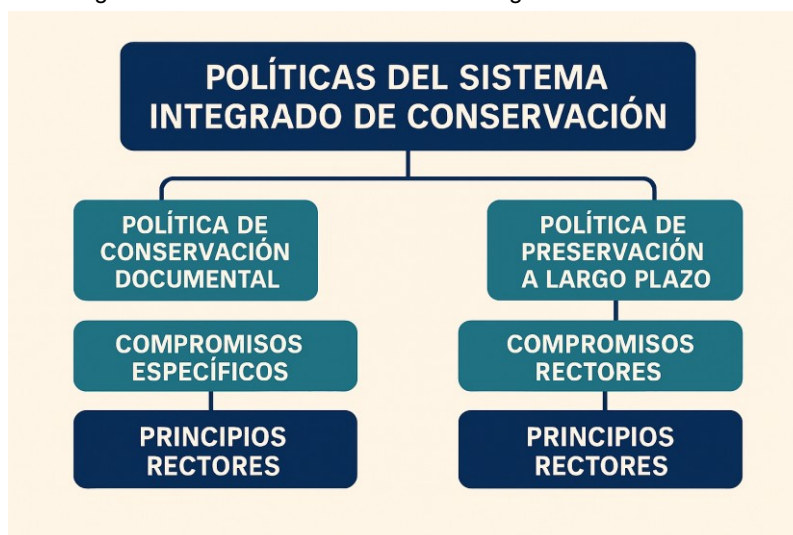 POLÍTICAS DEL SISTEMA
INTEGRADO DE CONSERVACIÓN
POLÍTICA DE
CONSERVACIÓN
DOCUMENTAL
COMPROMISOS
ESPECÍFICOS
PRINCIPIOS
RECTORES
POLÍTICA DE
PRESERVACIÓN
A LARGO PLAZO
COMPROMISOS
RECTORES
PRINCIPIOS
RECTORES